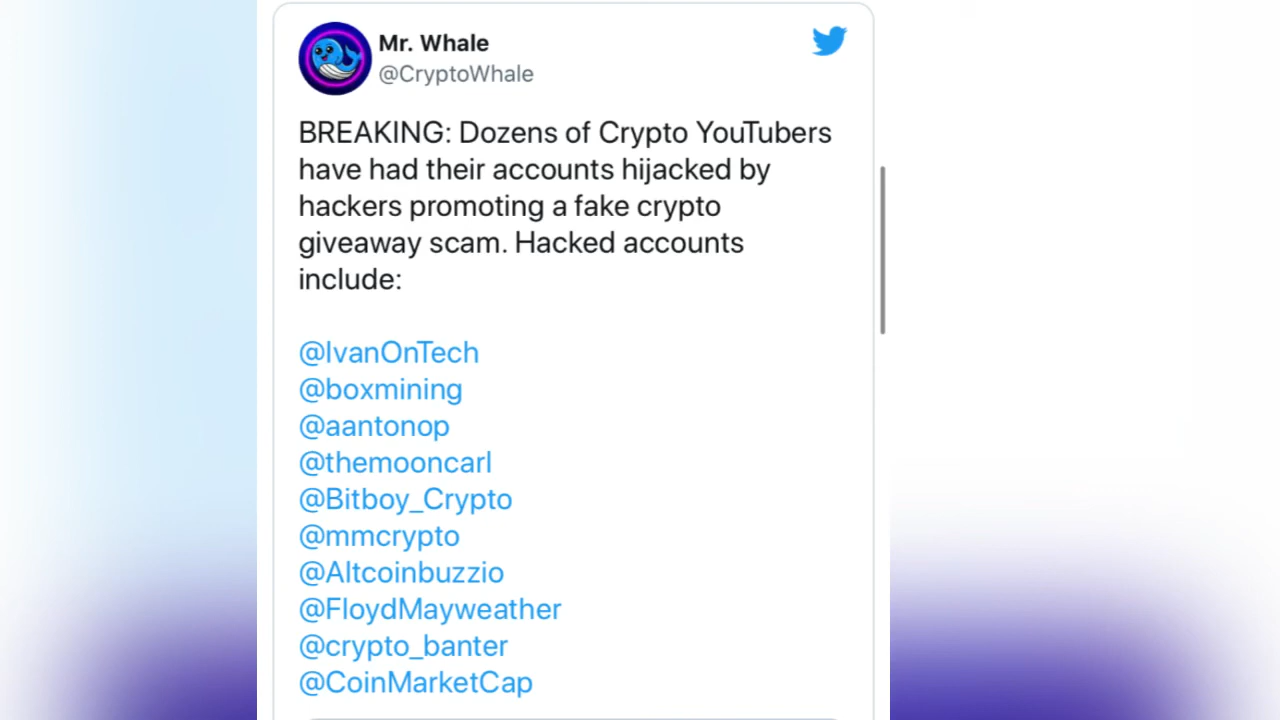 Mr. Whale
@CryptoWhale
BREAKING: Dozens of Crypto YouTubers
have had their accounts hijacked by
hackers promoting a fake crypto
giveaway scam. Hacked accounts
include:
@IvanOnTech
@boxmining
@aantonop
@themooncarl
@Bitboy_Crypto
@mmcrypto
@Altcoinbuzzio
@FloydMayweather
@crypto_banter
@CoinMarketCap